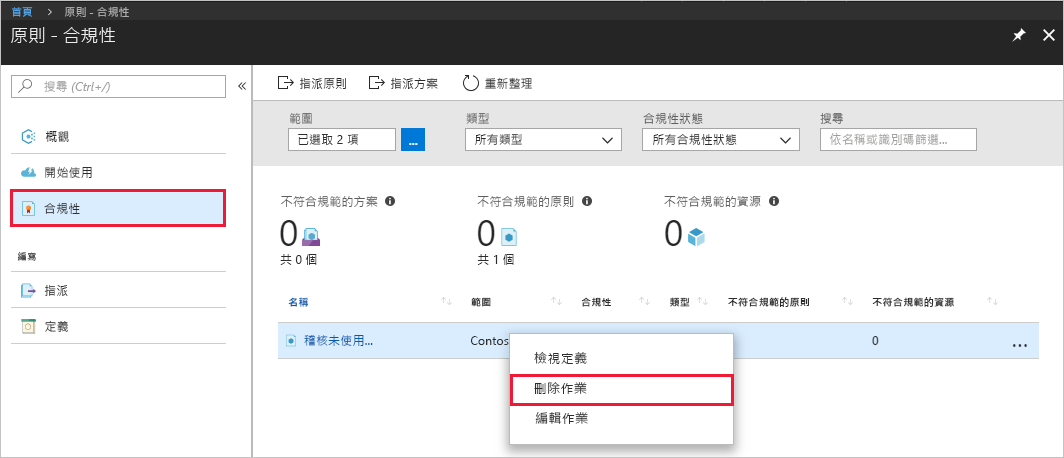 首頁 > 原則 - 合規性
原則 - 合規性
搜尋 (Ctrl+/)
概觀
開始使用
合規性
編寫
指派
定義
指派原則 指派方案 重新整理
範圍 類型 合規性狀態 搜尋
已選取 2 項 ... 所有類型 所有合規性狀態 依名稱或識別碼篩選...
不符合規範的方案 不符合規範的原則 不符合規範的資源
0 0 0
共 0 個 共 1 個
名稱 範圍 合規性 類型 不符合規範的原則 不符合規範的資源
稽核未使用... Contos 0 ...
檢視定義
刪除作業
編輯作業